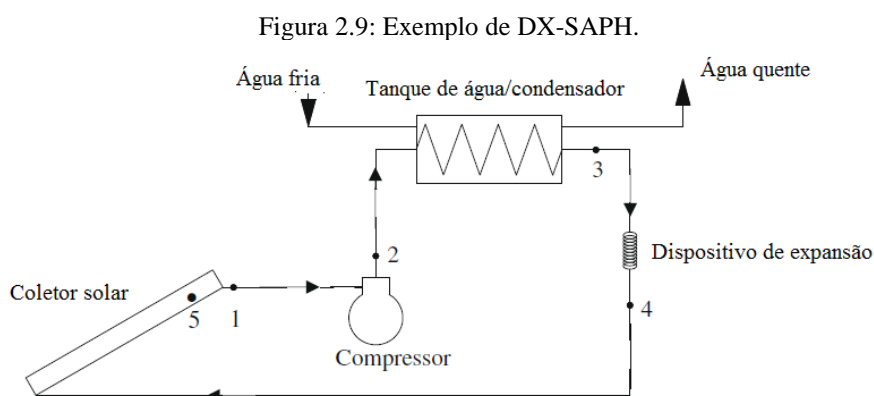 Figura 2.9: Exemplo de DX-SAPH.
Água fria
Tanque de água/condensador
Água quente
3
2
Dispositivo de expansão
Coletor solar
5
1
4
Compressor